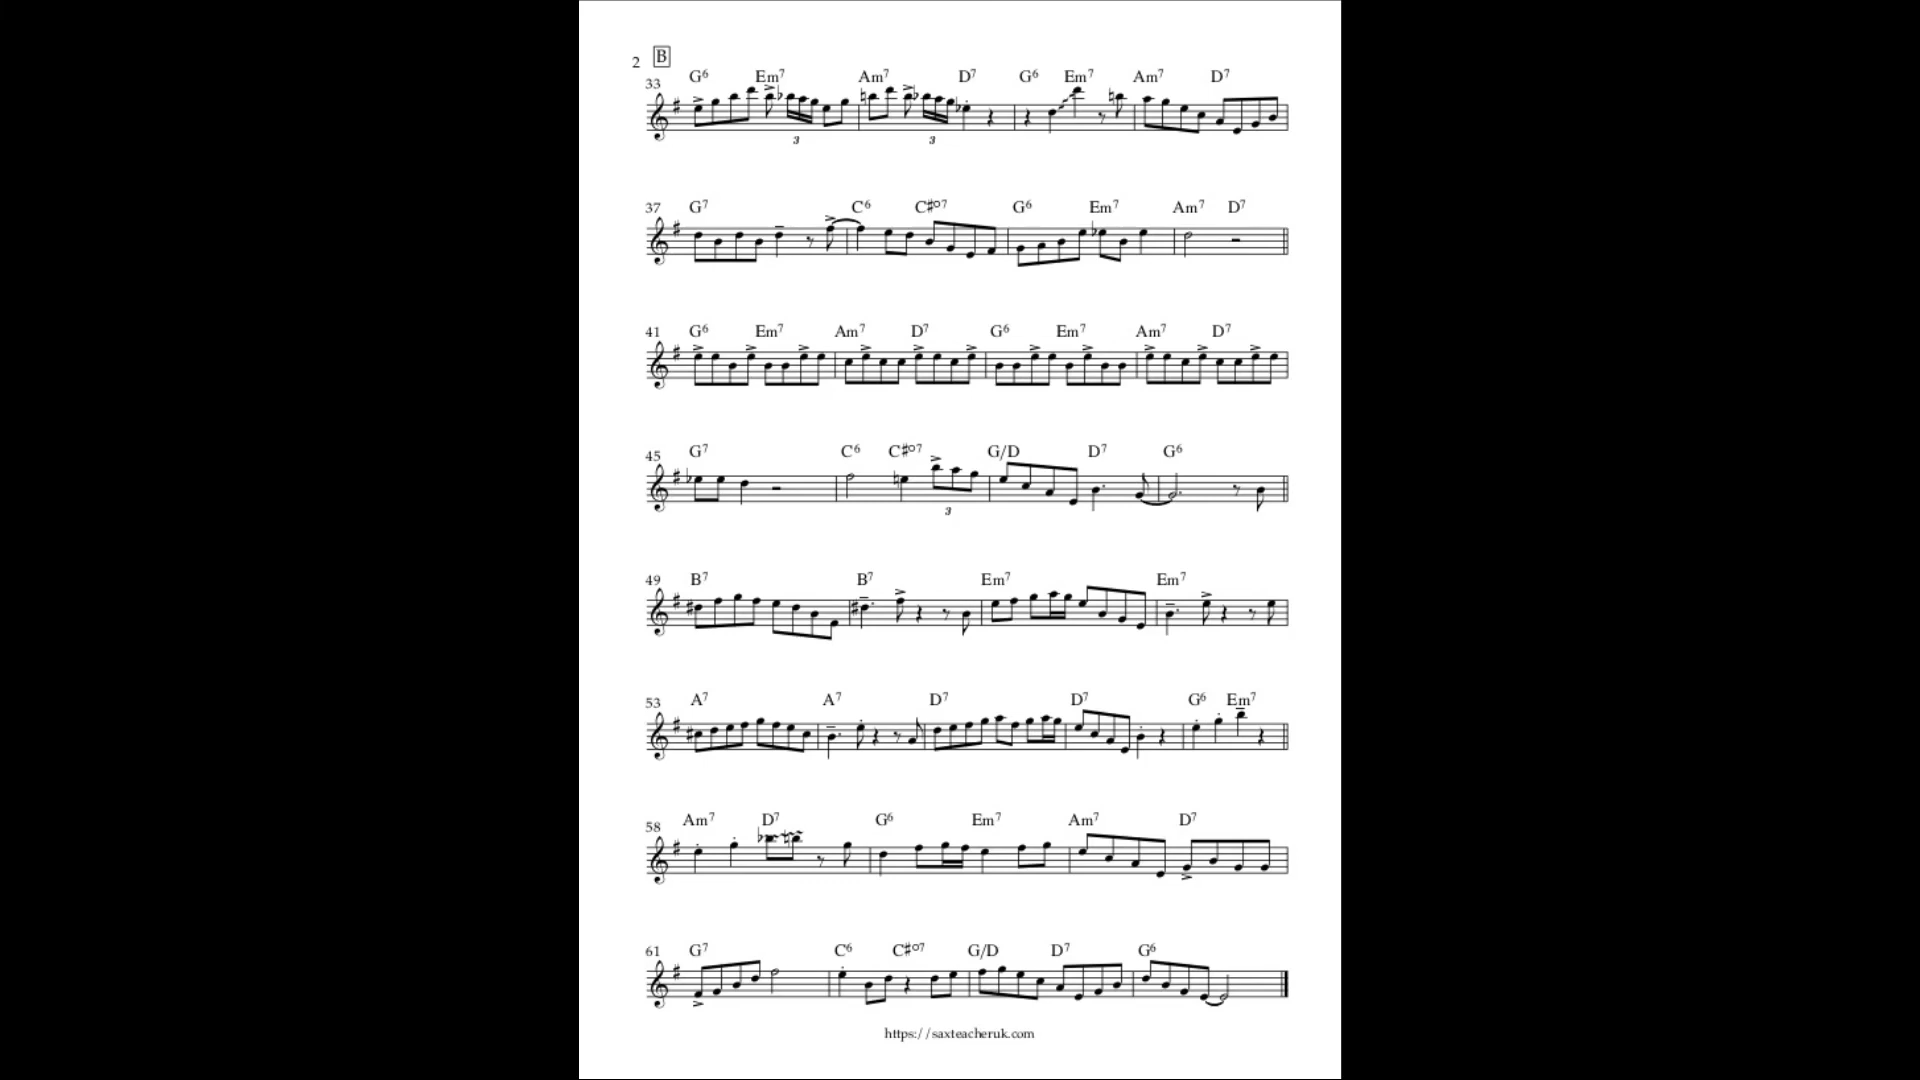 2 B
33 G6 Em7 Am7 D7 G6 Em7 Am7 D7
3 3
37 G7 C6 C♯o7 G6 Em7 Am7 D7
41 G6 Em7 Am7 D7 G6 Em7 Am7 D7
45 G7 C6 C♯o7 G/D D7 G6
3
49 B7 B7 Em7 Em7
53 A7 A7 D7 D7 G6 Em7
58 Am7 D7 G6 Em7 Am7 D7
61 G7 C6 C♯o7 G/D D7 G6
https://saxteacheruk.com